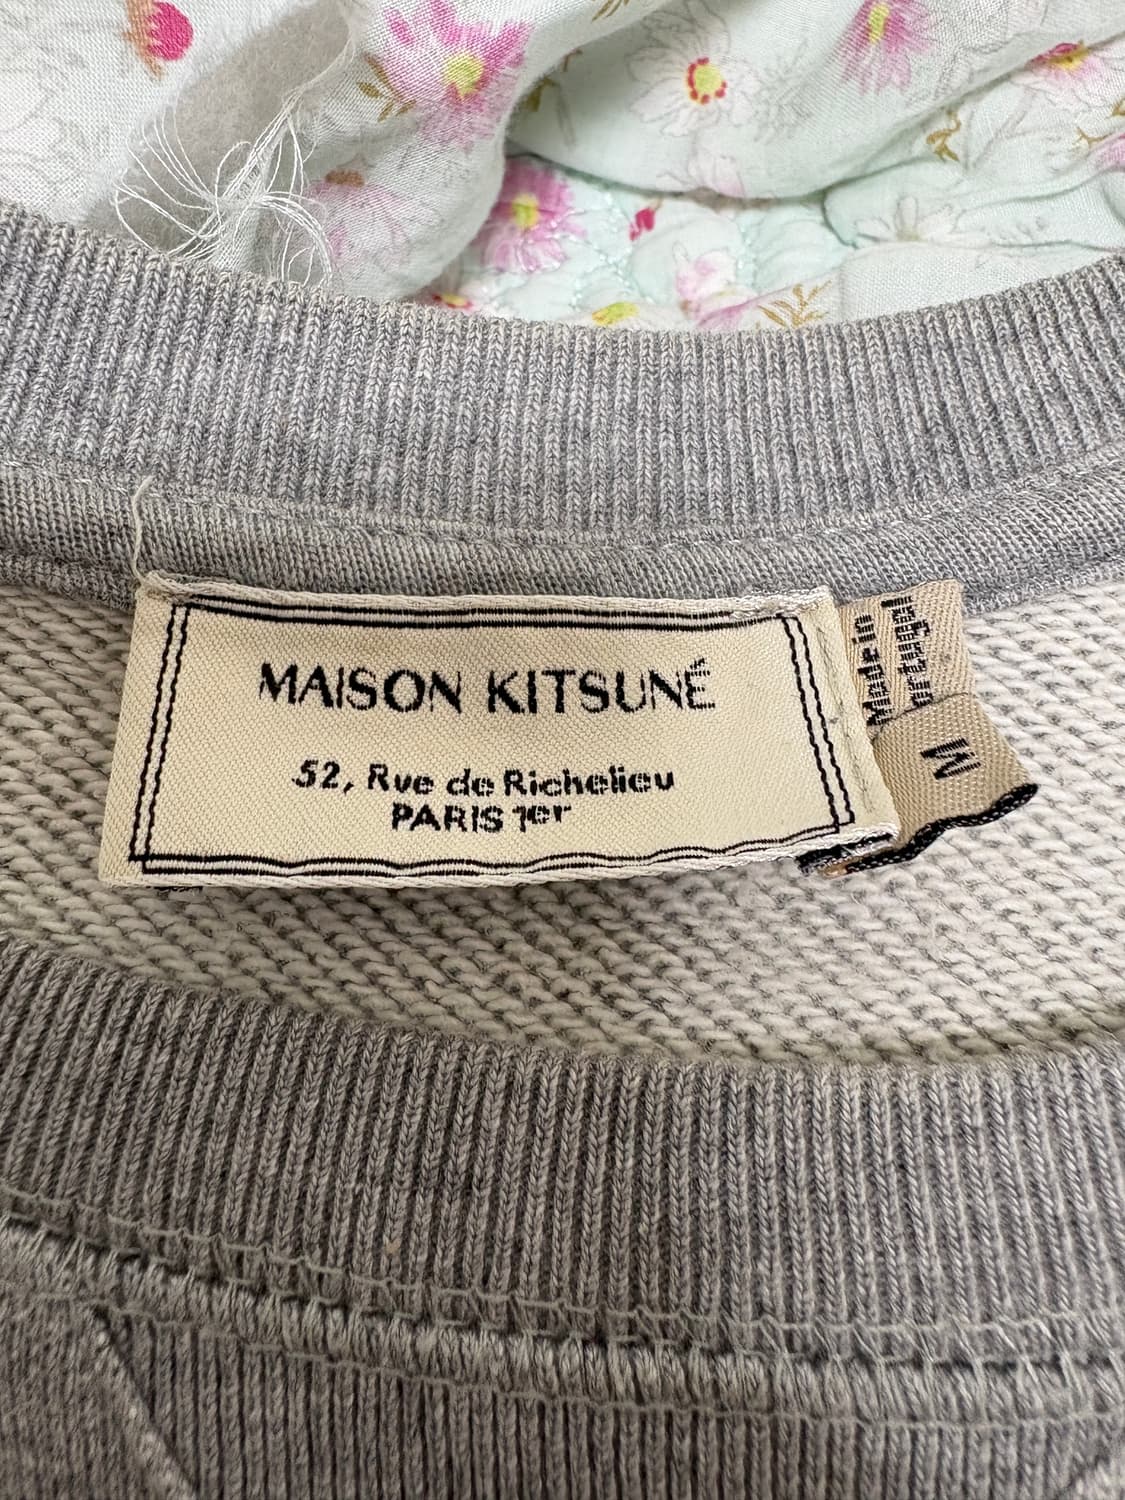 MAISON KITSUNÉ
52, Rue de Richelieu
PARIS 1er
Made in
Portugal
M